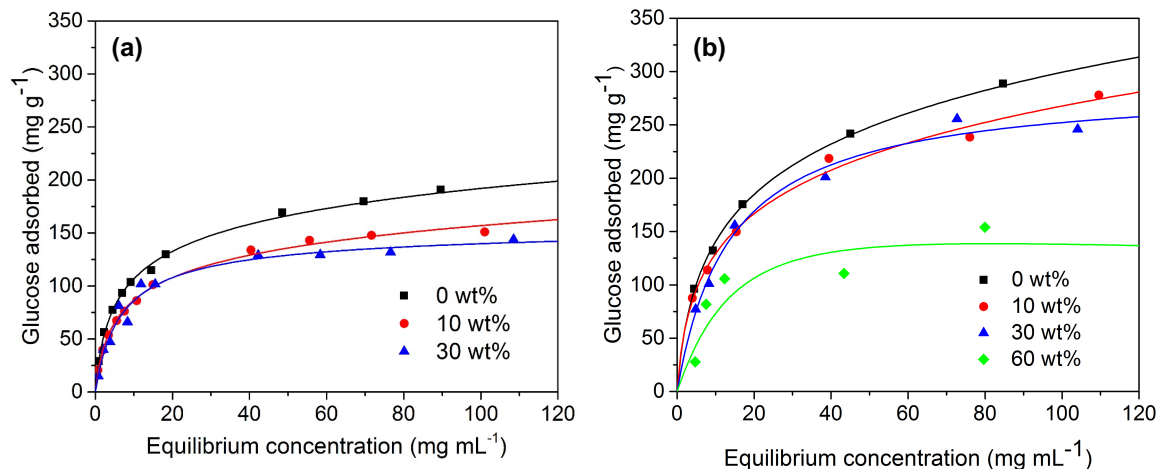 (a)
Glucose adsorbed (mg g⁻¹)
350
300
250
200
150
100
50
0
0 wt%
10 wt%
30 wt%
0 20 40 60 80 100 120
Equilibrium concentration (mg mL⁻¹)
(b)
Glucose adsorbed (mg g⁻¹)
350
300
250
200
150
100
50
0
0 wt%
10 wt%
30 wt%
60 wt%
0 20 40 60 80 100 120
Equilibrium concentration (mg mL⁻¹)